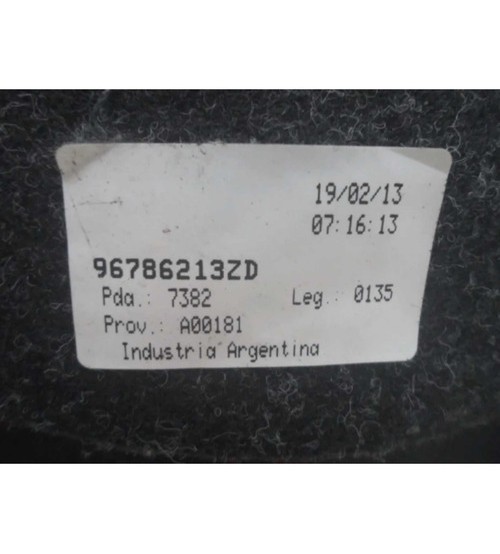 19/02/13
07:16:13
96786213ZD
Pda.: 7382 Leg.: 0135
Prov.: A00181
Industria Argentina